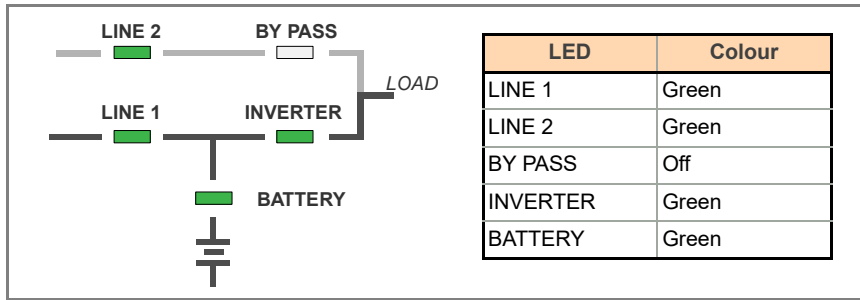 LINE 2 BY PASS
LOAD
LINE 1 INVERTER
BATTERY
LED Colour
LINE 1 Green
LINE 2 Green
BY PASS Off
INVERTER Green
BATTERY Green